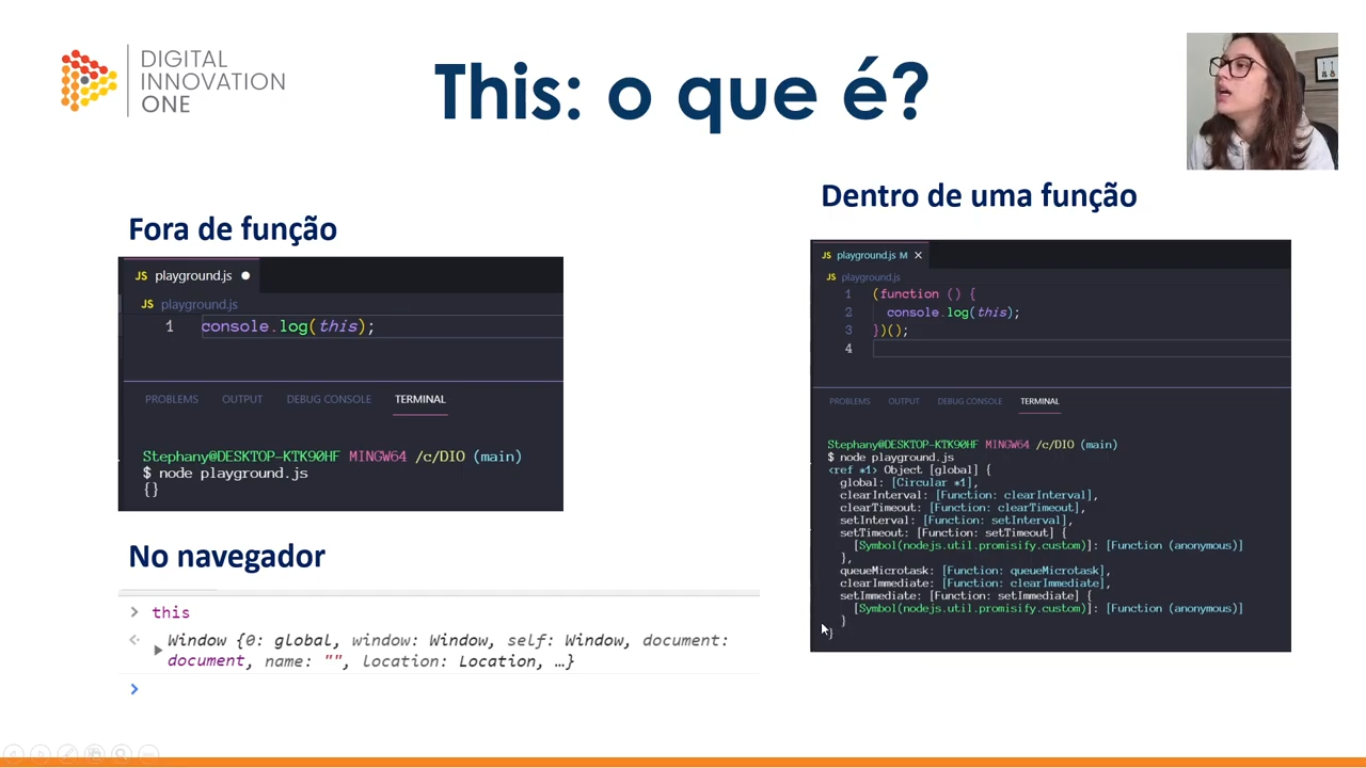 DIGITAL
INNOVATION
ONE
This: o que é?
Fora de função
JS playground.js
JS playground.js
1 console.log(this);
PROBLEMS OUTPUT DEBUG CONSOLE TERMINAL
Stephany@DESKTOP-KTK90HF MINGW64 /c/DIO (main)
$ node playground.js
{}
No navegador
> this
Window {0: global, window: Window, self: Window, document:
document, name: "", location: Location, …}
>
Dentro de uma função
JS playground.js M ×
JS playground.js
1 (function () {
2 console.log(this);
3 })();
4
PROBLEMS OUTPUT DEBUG CONSOLE TERMINAL
Stephany@DESKTOP-KTK90HF MINGW64 /c/DIO (main)
$ node playground.js
<ref *1> Object [global] {
global: [Circular *1],
clearInterval: [Function: clearInterval],
clearTimeout: [Function: clearTimeout],
setInterval: [Function: setInterval],
setTimeout: [Function: setTimeout] {
[Symbol(nodejs.util.promisify.custom)]: [Function (anonymous)]
},
queueMicrotask: [Function: queueMicrotask],
clearImmediate: [Function: clearImmediate],
setImmediate: [Function: setImmediate] {
[Symbol(nodejs.util.promisify.custom)]: [Function (anonymous)]
}
}